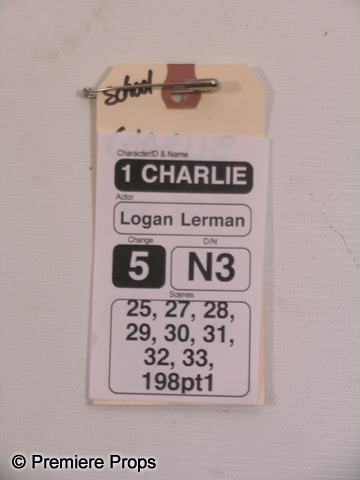 School
CharacterID & Name
1 CHARLIE
Actor
Logan Lerman
Change D/N
5 N3
Scenes
25, 27, 28,
29, 30, 31,
32, 33,
198pt1
© Premiere Props